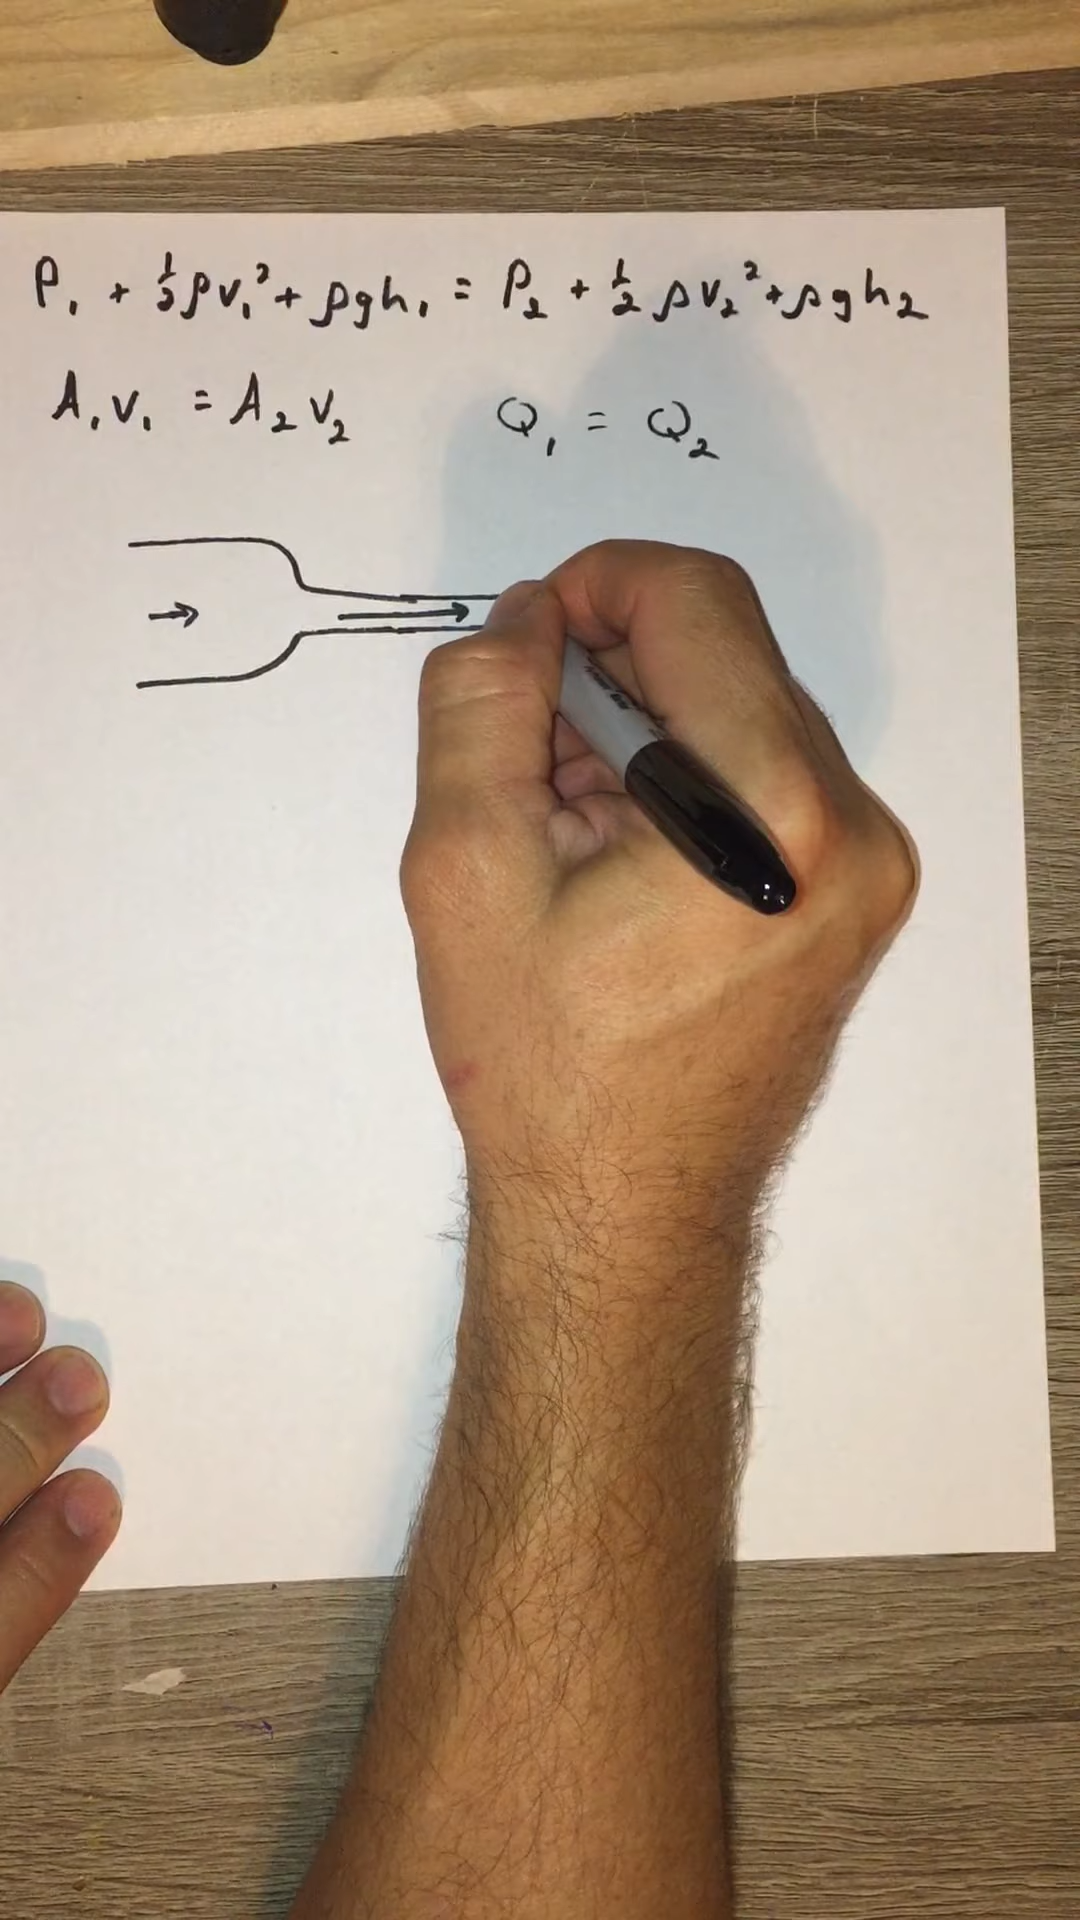 P₁ + ½ρv₁² + ρgh₁ = P₂ + ½ρv₂² + ρgh₂
A₁v₁ = A₂v₂ Q₁ = Q₂